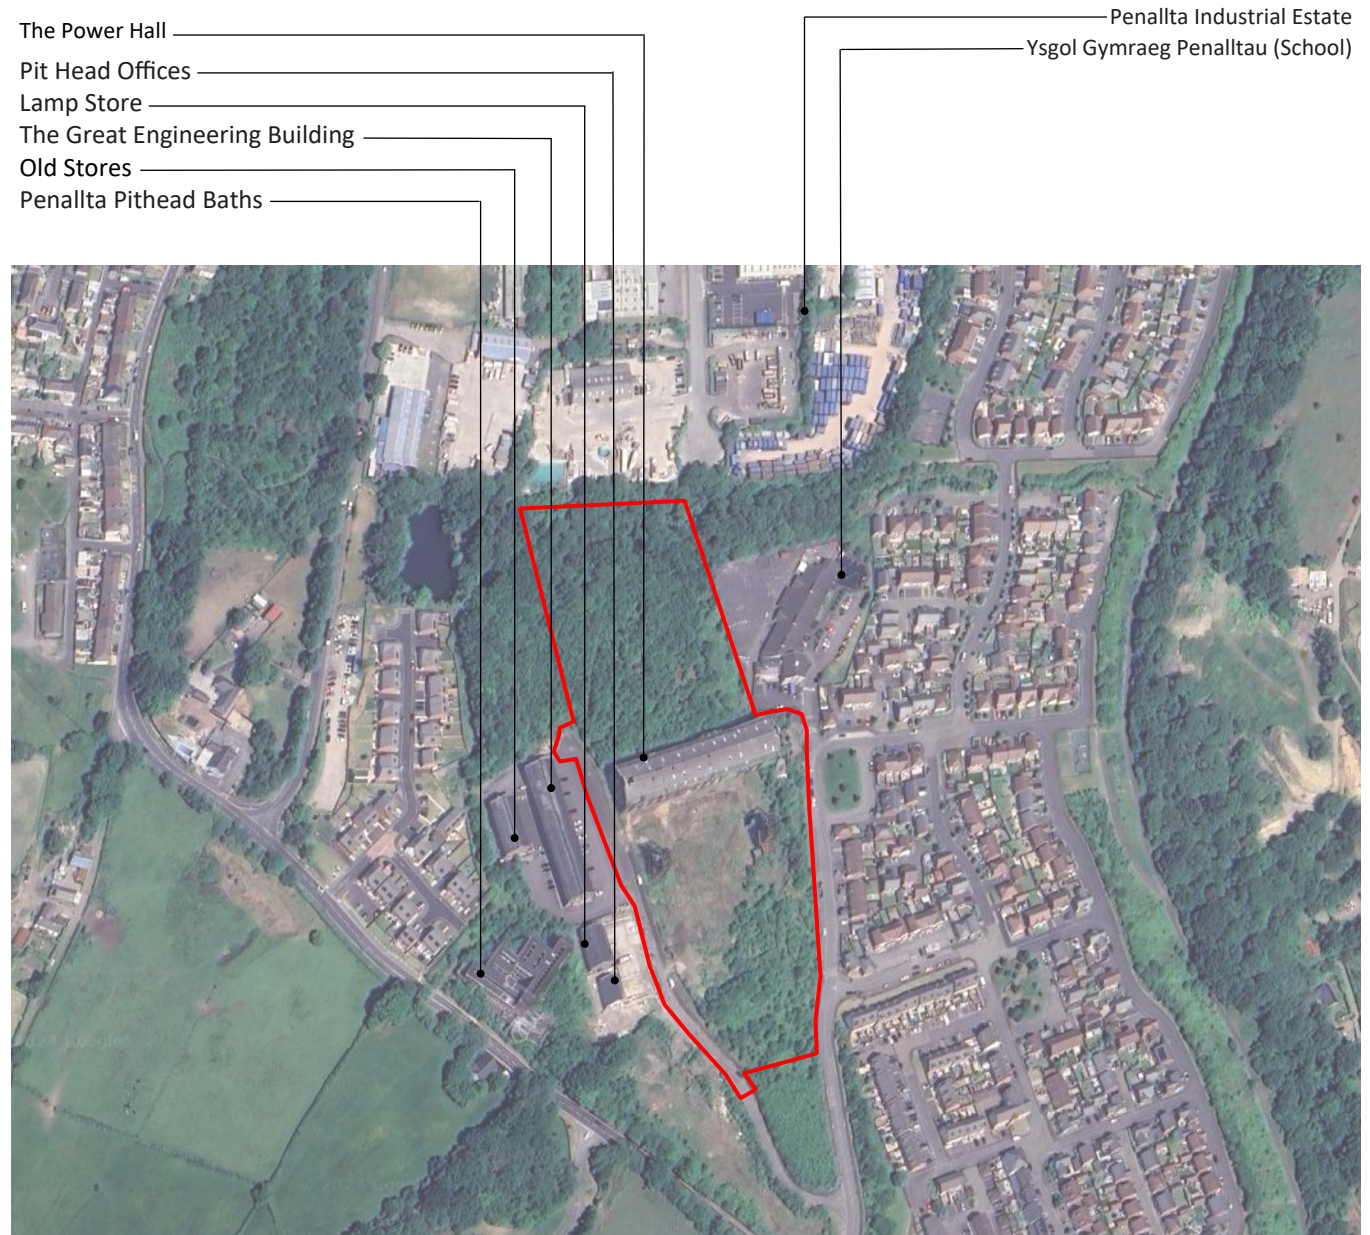 The Power Hall
Pit Head Offices
Lamp Store
The Great Engineering Building
Old Stores
Penallta Pithead Baths
Penallta Industrial Estate
Ysgol Gymraeg Penalltau (School)